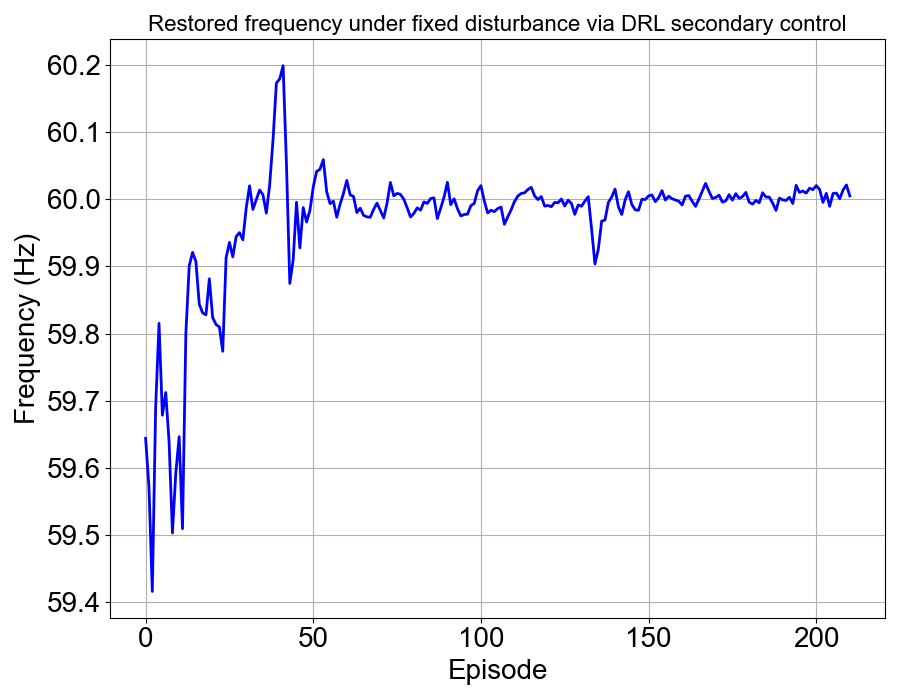 Restored frequency under fixed disturbance via DRL secondary control
60.2
60.1
60.0
59.9
59.8
59.7
59.6
59.5
59.4
Frequency (Hz)
0 50 100 150 200
Episode